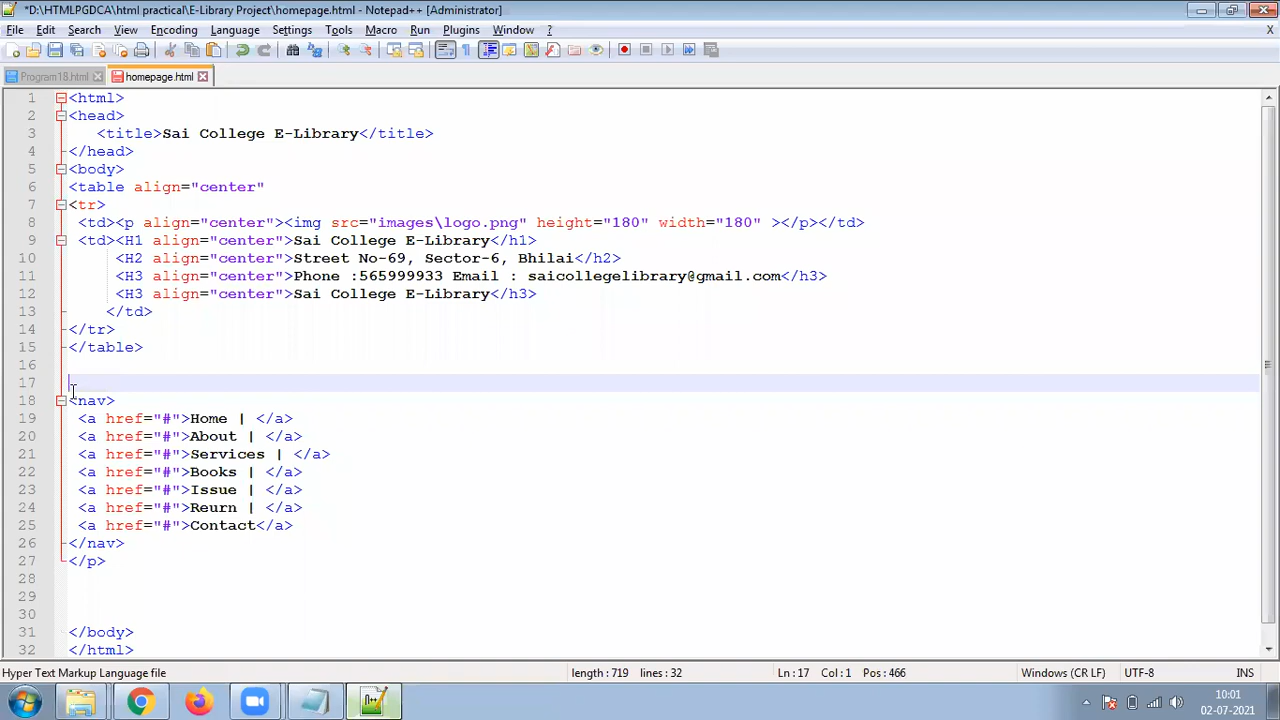 *D:\HTMLPGDCA\html practical\E-Library Project\homepage.html - Notepad++ [Administrator]
File Edit Search View Encoding Language Settings Tools Macro Run Plugins Window ? X
Program18.html homepage.html
1 <html>
2 <head>
3 <title>Sai College E-Library</title>
4 </head>
5 <body>
6 <table align="center"
7 <tr>
8 <td><p align="center"><img src="images\logo.png" height="180" width="180" ></p></td>
9 <td><H1 align="center">Sai College E-Library</h1>
10 <H2 align="center">Street No-69, Sector-6, Bhilai</h2>
11 <H3 align="center">Phone :565999933 Email : saicollegelibrary@gmail.com</h3>
12 <H3 align="center">Sai College E-Library</h3>
13 </td>
14 </tr>
15 </table>
16
17
18 <nav>
19 <a href="#">Home | </a>
20 <a href="#">About | </a>
21 <a href="#">Services | </a>
22 <a href="#">Books | </a>
23 <a href="#">Issue | </a>
24 <a href="#">Reurn | </a>
25 <a href="#">Contact</a>
26 </nav>
27 </p>
28
29
30
31 </body>
32 </html>
Hyper Text Markup Language file length : 719 lines : 32 Ln : 17 Col : 1 Pos : 466 Windows (CR LF) UTF-8 INS
10:01
02-07-2021